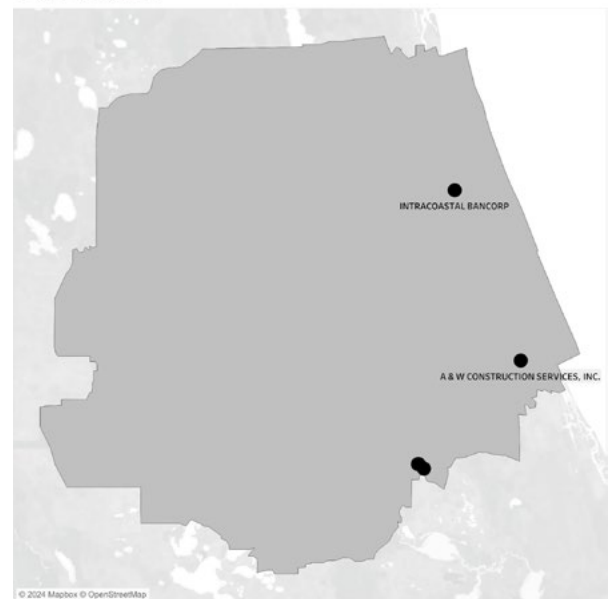 INTRACOASTAL BANCORP
A & W CONSTRUCTION SERVICES, INC.
© 2024 Mapbox © OpenStreetMap